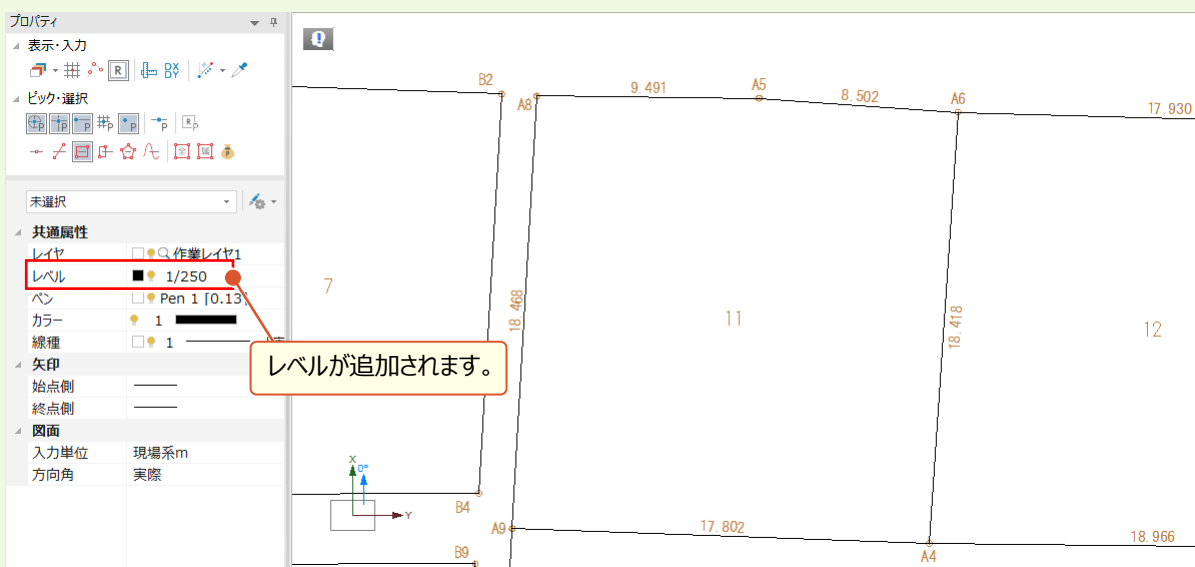 プロパティ
表示・入力
R
DX
DY
ピック・選択
P P P P P P R P
全 属 P
未選択
共通属性
レイヤ 作業レイヤ1
レベル 1/250
ペン Pen 1 [0.13]
カラー 1
線種 1
矢印
始点側
終点側
図面
入力単位 現場系m
方向角 実際
レベルが追加されます。
B2
A8
9.491
A5
8.502
A6
17.930
7
18.468
11
18.418
12
X
0°
Y
B4
A9
17.802
18.966
B9
A4